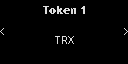 Token 1
< TRX >